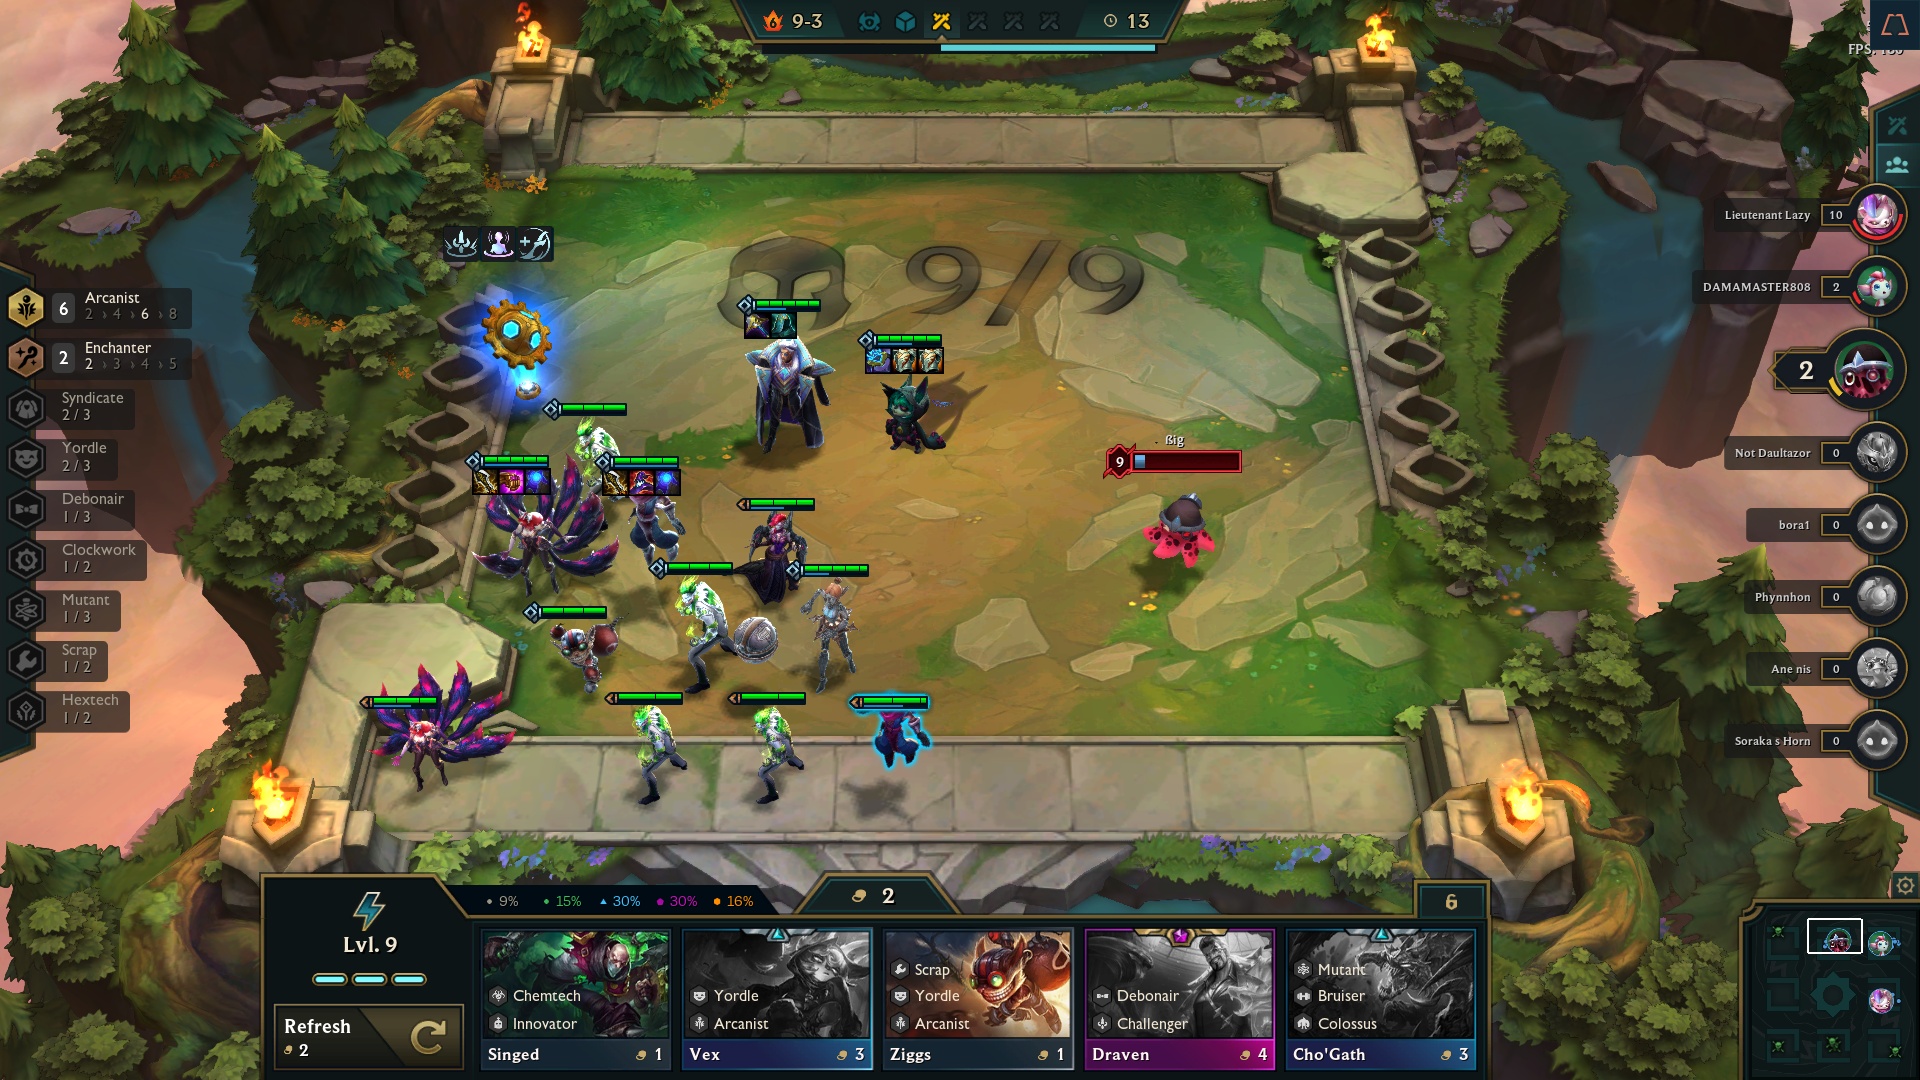 9-3
13
FPS:
Lieutenant Lazy
10
DAMAMASTER808
2
2
Not Daultazor
0
bora1
0
Phynnhon
0
Ane nis
0
Soraka s Horn
0
6
Arcanist
2 › 4 › 6 › 8
2
Enchanter
2 › 3 › 4 › 5
Syndicate
2 / 3
Yordle
2 / 3
Debonair
1 / 3
Clockwork
1 / 2
Mutant
1 / 3
Scrap
1 / 2
Hextech
1 / 2
9/9
ßig
9
9%
15%
30%
30%
16%
2
6
Lvl. 9
Refresh
2
Chemtech
Innovator
Singed
1
Yordle
Arcanist
Vex
3
Scrap
Yordle
Arcanist
Ziggs
1
Debonair
Challenger
Draven
4
Mutant
Bruiser
Colossus
Cho'Gath
3